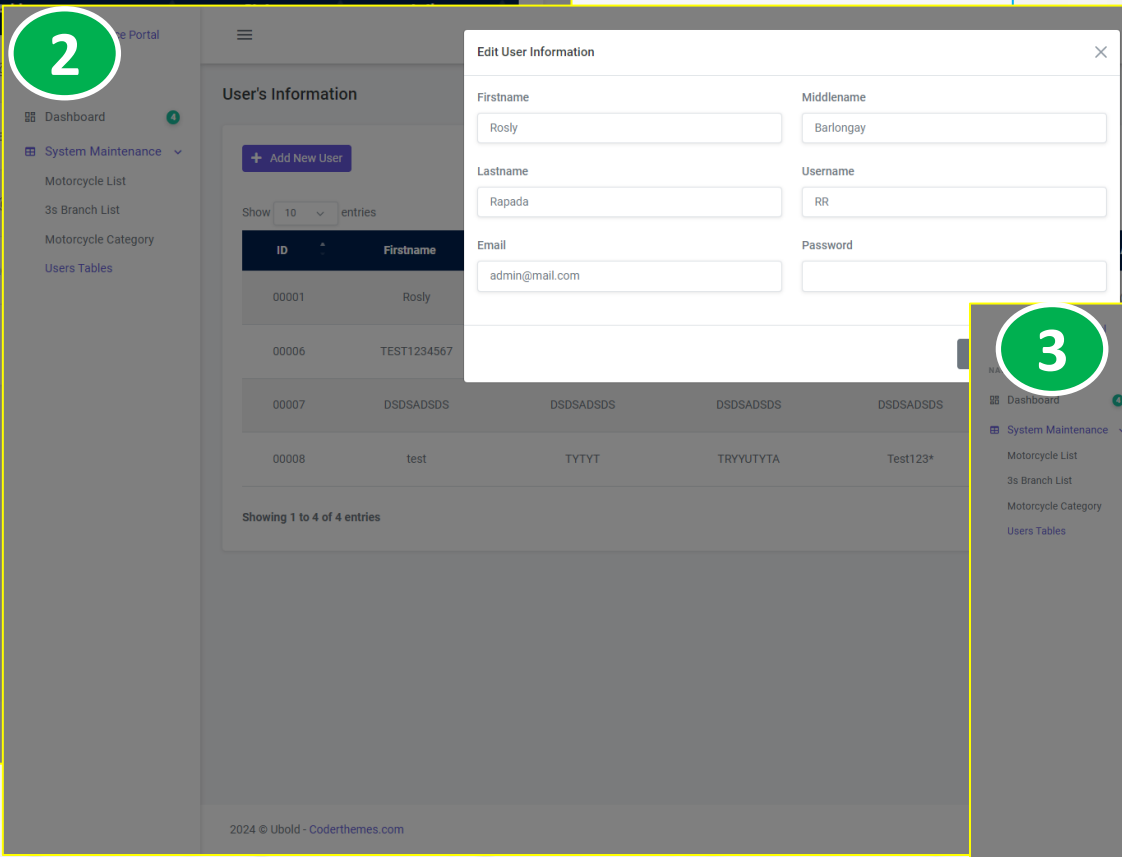 2
e Portal
Dashboard
4
System Maintenance
Motorcycle List
3s Branch List
Motorcycle Category
Users Tables
User's Information
Add New User
Show 10 entries
ID Firstname
00001 Rosly
00006 TEST1234567
00007 DSDSADSDS DSDSADSDS DSDSADSDS DSDSADSDS
00008 test TYTYT TRYYUTYTA Test123*
Showing 1 to 4 of 4 entries
2024 © Ubold - Coderthemes.com
Edit User Information
Firstname Middlename
Rosly Barlongay
Lastname Username
Rapada RR
Email Password
admin@mail.com
3
NA
Dashboard
4
System Maintenance
Motorcycle List
3s Branch List
Motorcycle Category
Users Tables